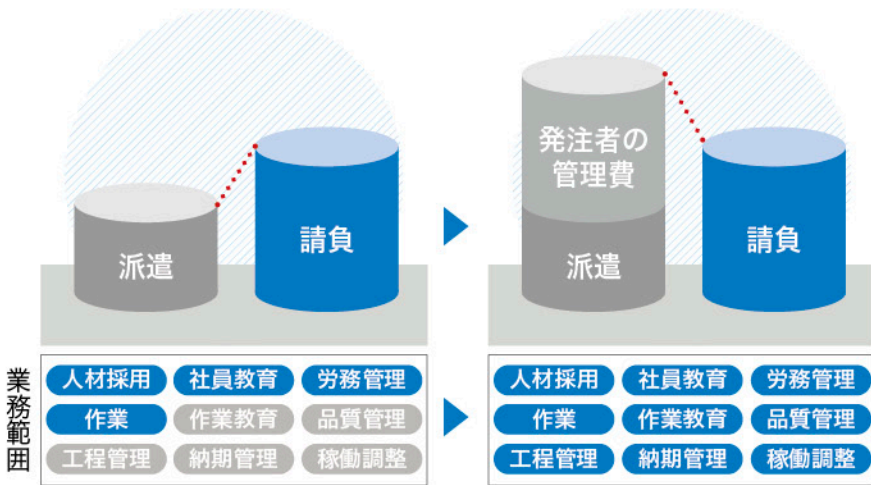 派遣
請負
発注者の
管理費
派遣
請負
業務範囲
人材採用 社員教育 労務管理
作業 作業教育 品質管理
工程管理 納期管理 稼働調整
人材採用 社員教育 労務管理
作業 作業教育 品質管理
工程管理 納期管理 稼働調整